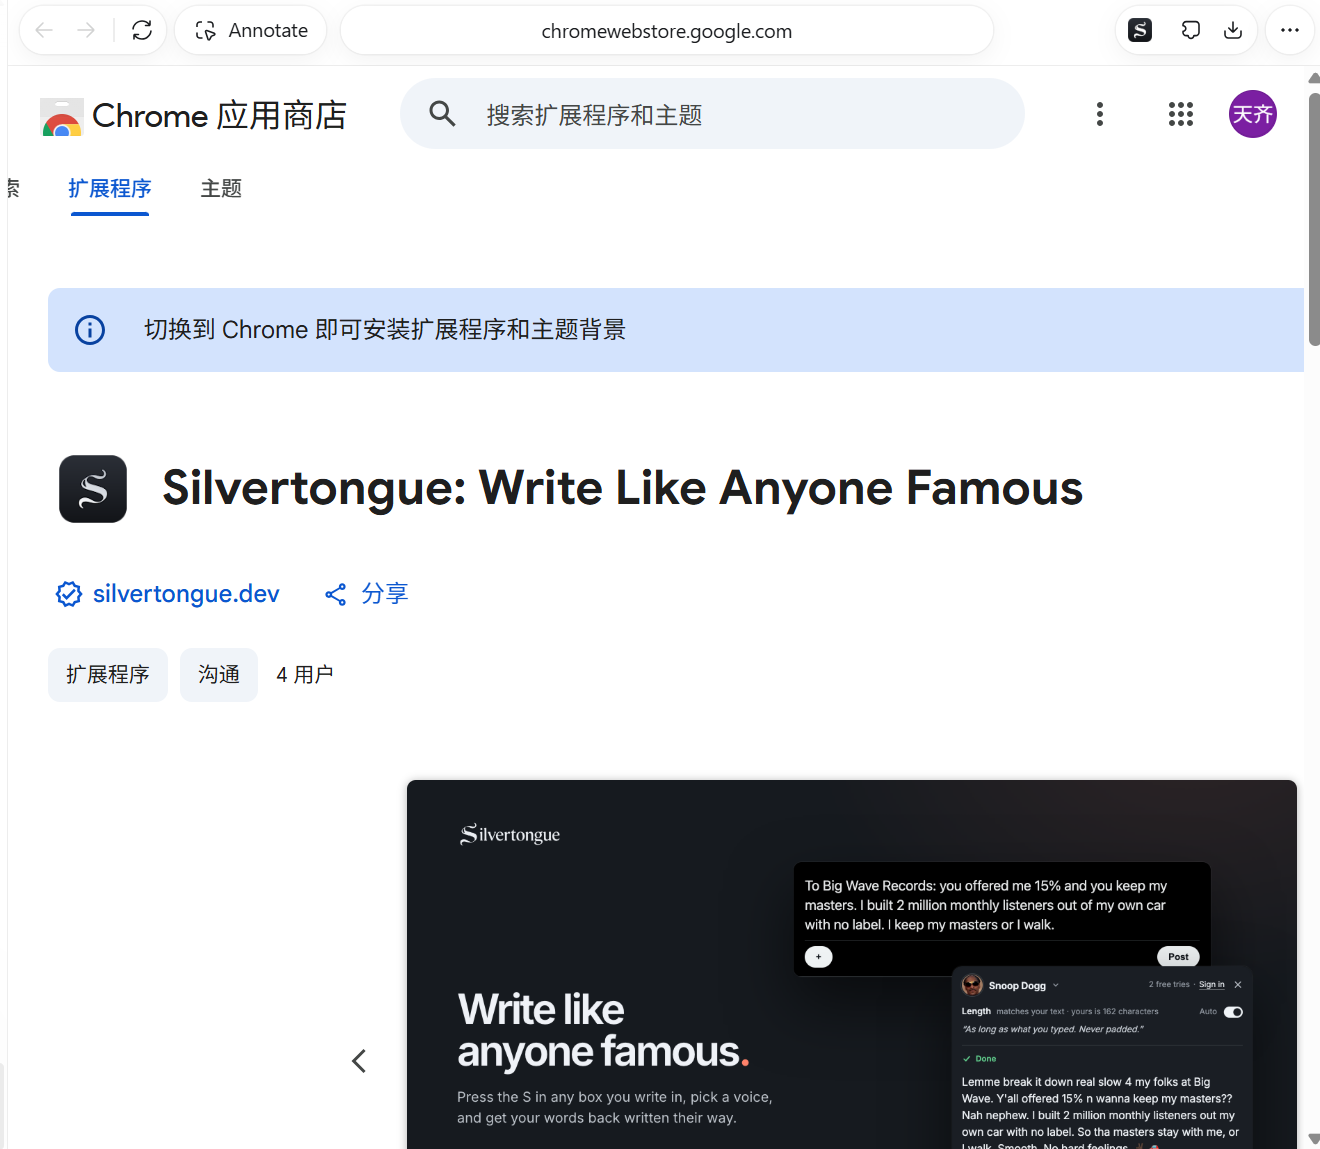 Annotate
chromewebstore.google.com
Chrome 应用商店
搜索扩展程序和主题
天齐
索
扩展程序
主题
切换到 Chrome 即可安装扩展程序和主题背景
Silvertongue: Write Like Anyone Famous
silvertongue.dev
分享
扩展程序
沟通
4 用户
Silvertongue
To Big Wave Records: you offered me 15% and you keep my
masters. I built 2 million monthly listeners out of my own car
with no label. I keep my masters or I walk.
+
Post
Snoop Dogg
2 free tries · Sign in
Length matches your text · yours is 162 characters
Auto
“As long as what you typed. Never padded.”
Done
Write like
anyone famous.
Press the S in any box you write in, pick a voice,
and get your words back written their way.
Lemme break it down real slow 4 my folks at Big
Wave. Y'all offered 15% n wanna keep my masters??
Nah nephew. I built 2 million monthly listeners out my
own car with no label. So tha masters stay with me, or
I walk. Smooth. No hard feelings.